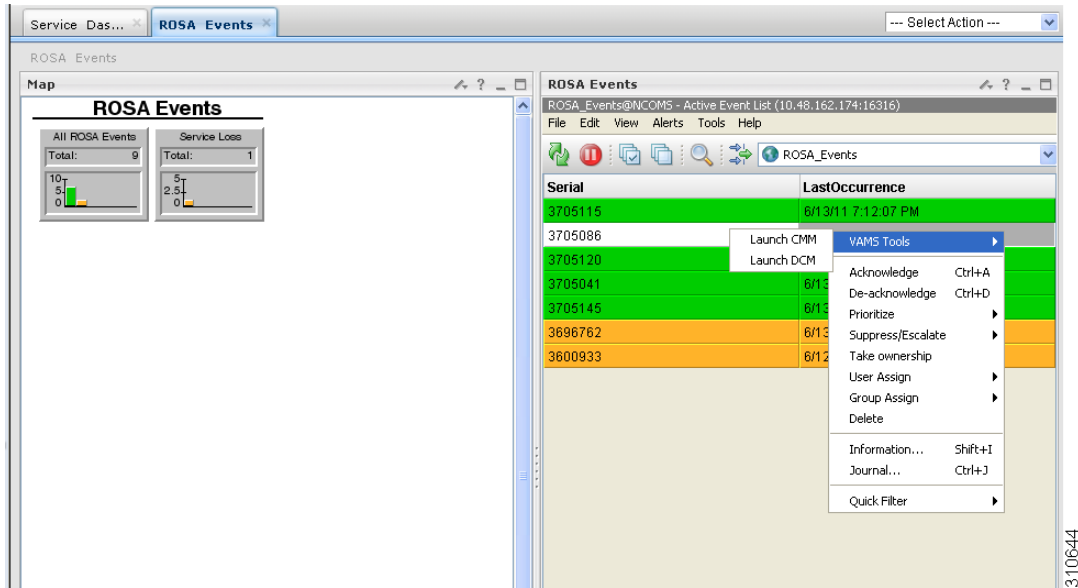 Service Das...
ROSA Events
--- Select Action ---
ROSA Events
Map
ROSA Events
All ROSA Events
Total: 9
10
5
0
Service Loss
Total: 1
5
2.5
0
ROSA Events
ROSA_Events@NCOMS - Active Event List (10.48.162.174:16316)
File Edit View Alerts Tools Help
ROSA_Events
Serial LastOccurrence
3705115 6/13/11 7:12:07 PM
3705086
3705120
3705041 6/13
3705145 6/13
3696762 6/13
3600933 6/12
Launch CMM
Launch DCM
VAMS Tools
Acknowledge Ctrl+A
De-acknowledge Ctrl+D
Prioritize
Suppress/Escalate
Take ownership
User Assign
Group Assign
Delete
Information... Shift+I
Journal... Ctrl+J
Quick Filter
310644